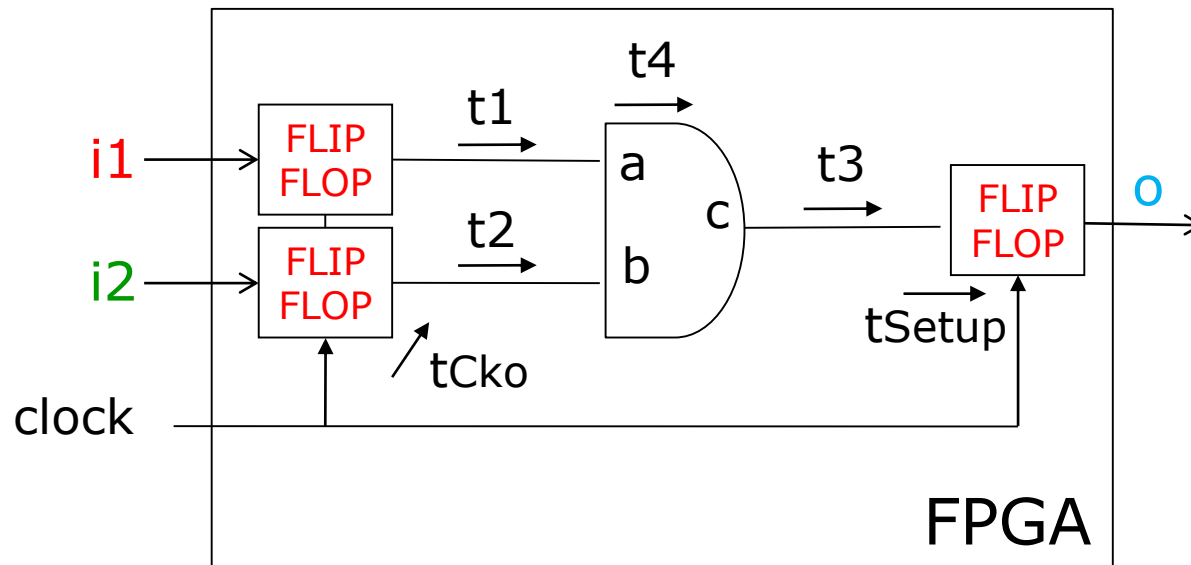 t4
t1
i1
FLIP
FLOP
a
t3
t2
c
FLIP
FLOP
o
i2
FLIP
FLOP
b
tSetup
tCko
clock
FPGA